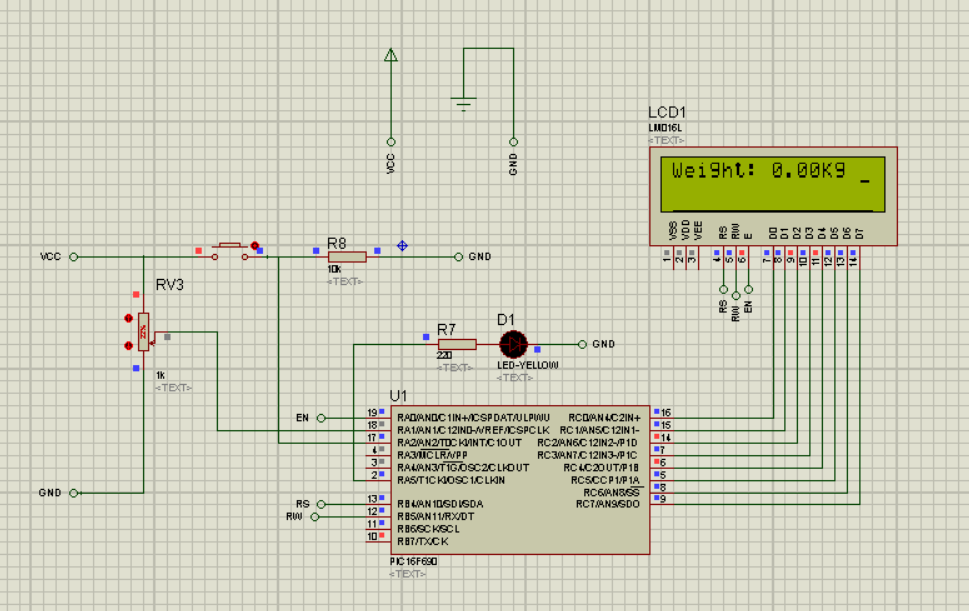 VCC
GND
LCD1
LM016L
<TEXT>
Weight: 0.00Kg _
VSS
VDD
VEE
RS
RW
E
D0
D1
D2
D3
D4
D5
D6
D7
1
2
3
4
5
6
7
8
9
10
11
12
13
14
RS
RW
EN
VCC
R8
10k
<TEXT>
GND
RV3
22%
1k
<TEXT>
R7
220
<TEXT>
D1
LED-YELLOW
<TEXT>
GND
U1
EN
19 RA0/AN0/C1IN+/ICSPDAT/ULPWU RC0/AN4/C2IN+ 16
18 RA1/AN1/C12IN0-/VREF/ICSPCLK RC1/AN5/C12IN1- 15
17 RA2/AN2/T0CKI/INT/C1OUT RC2/AN6/C12IN2-/P1D 14
4 RA3/MCLR/VPP RC3/AN7/C12IN3-/P1C 7
3 RA4/AN3/T1G/OSC2/CLKOUT RC4/C2OUT/P1B 6
2 RA5/T1CKI/OSC1/CLKIN RC5/CCP1/P1A 5
RC6/AN8/SS 8
GND
RS 13 RB4/AN10/SDI/SDA RC7/AN9/SDO 9
RW 12 RB5/AN11/RX/DT
11 RB6/SCK/SCL
10 RB7/TX/CK
PIC16F690
<TEXT>